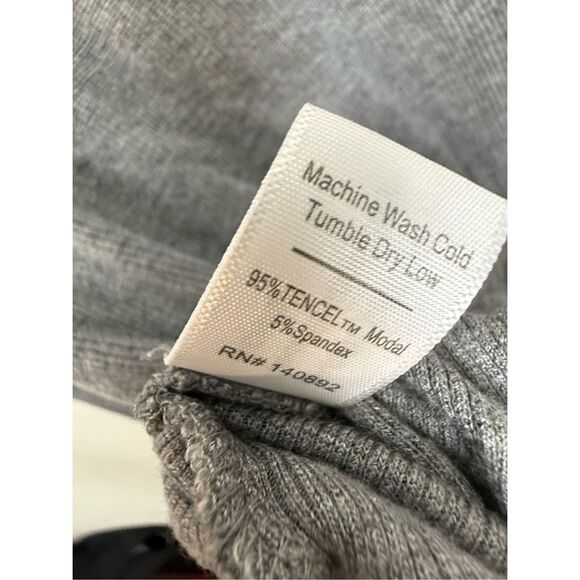 Machine Wash Cold
Tumble Dry Low
95%TENCEL™ Modal
5%Spandex
RN# 140892